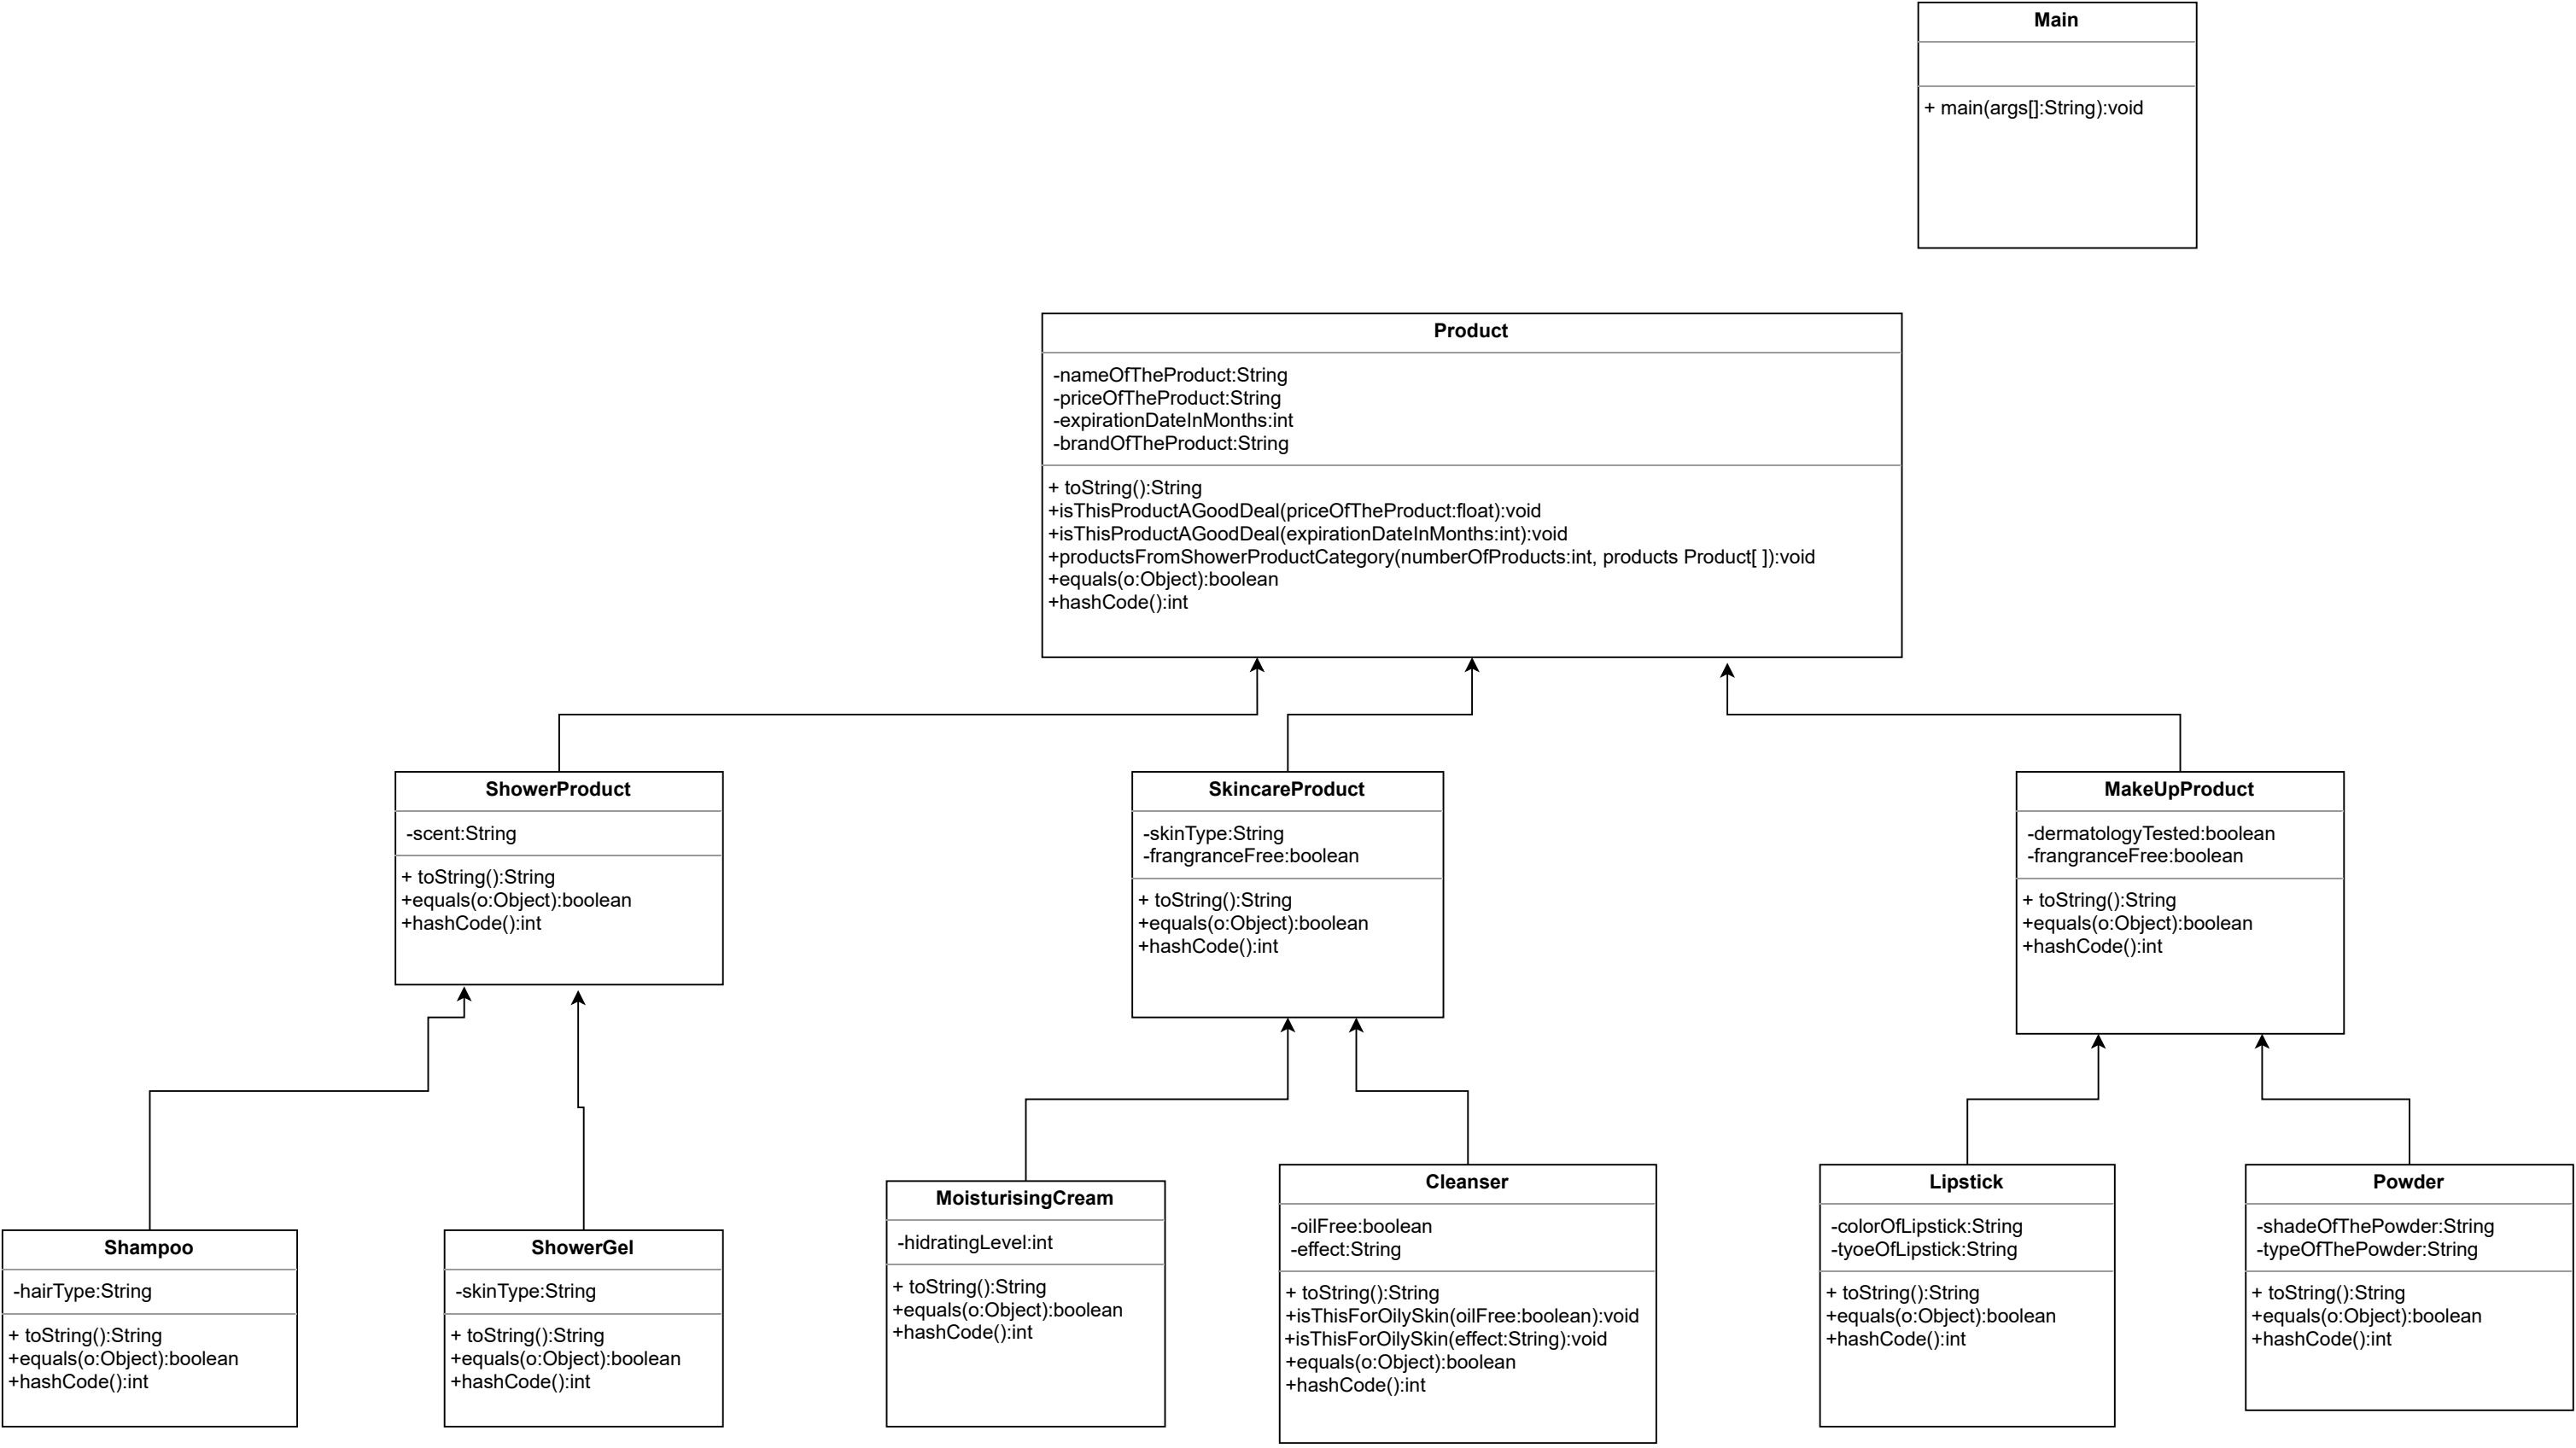 Main
+ main(args[]:String):void
Product
-nameOfTheProduct:String
-priceOfTheProduct:String
-expirationDateInMonths:int
-brandOfTheProduct:String
+ toString():String
+isThisProductAGoodDeal(priceOfTheProduct:float):void
+isThisProductAGoodDeal(expirationDateInMonths:int):void
+productsFromShowerProductCategory(numberOfProducts:int, products Product[ ]):void
+equals(o:Object):boolean
+hashCode():int
ShowerProduct
-scent:String
+ toString():String
+equals(o:Object):boolean
+hashCode():int
SkincareProduct
-skinType:String
-frangranceFree:boolean
+ toString():String
+equals(o:Object):boolean
+hashCode():int
MakeUpProduct
-dermatologyTested:boolean
-frangranceFree:boolean
+ toString():String
+equals(o:Object):boolean
+hashCode():int
Shampoo
-hairType:String
+ toString():String
+equals(o:Object):boolean
+hashCode():int
ShowerGel
-skinType:String
+ toString():String
+equals(o:Object):boolean
+hashCode():int
MoisturisingCream
-hidratingLevel:int
+ toString():String
+equals(o:Object):boolean
+hashCode():int
Cleanser
-oilFree:boolean
-effect:String
+ toString():String
+isThisForOilySkin(oilFree:boolean):void
+isThisForOilySkin(effect:String):void
+equals(o:Object):boolean
+hashCode():int
Lipstick
-colorOfLipstick:String
-tyoeOfLipstick:String
+ toString():String
+equals(o:Object):boolean
+hashCode():int
Powder
-shadeOfThePowder:String
-typeOfThePowder:String
+ toString():String
+equals(o:Object):boolean
+hashCode():int